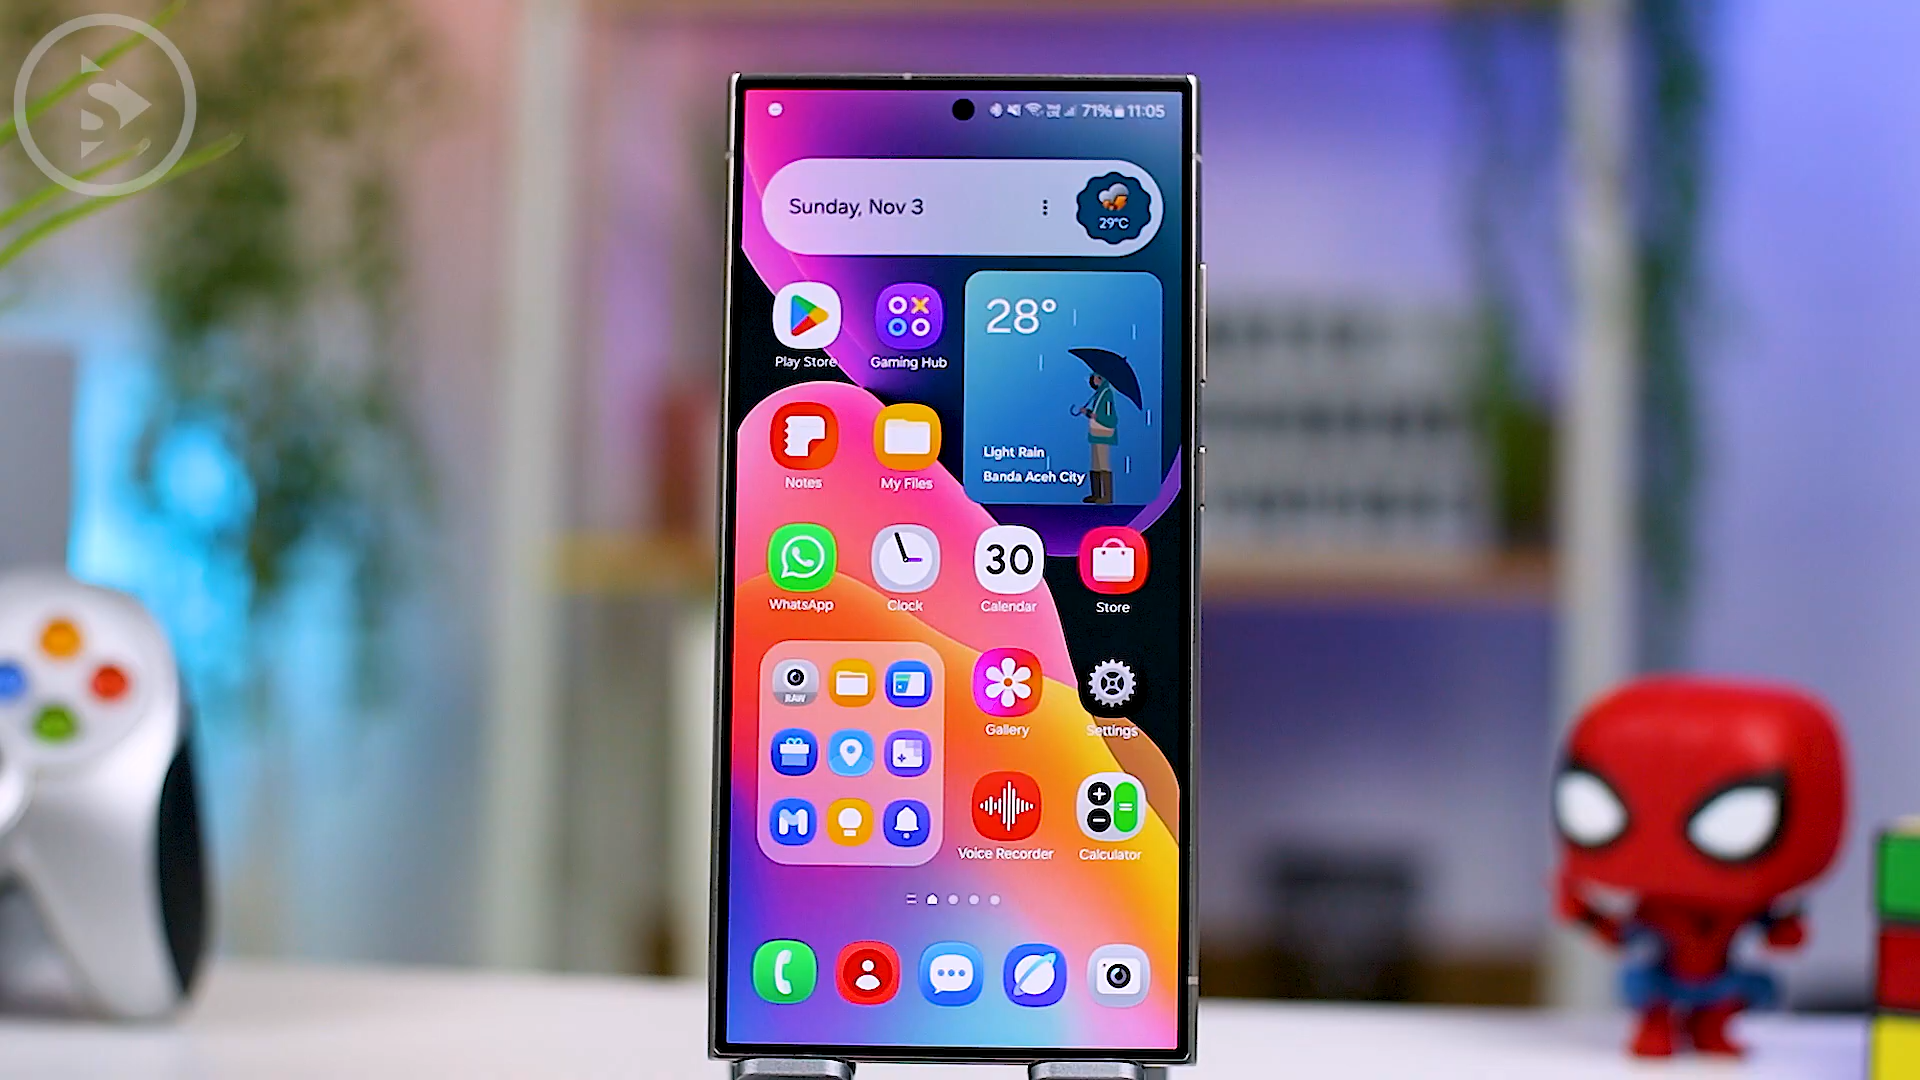 71% 11:05
Sunday, Nov 3
29°C
28°
Play Store
Gaming Hub
Light Rain
Banda Aceh City
Notes
My Files
30
WhatsApp
Clock
Calendar
Store
RAW
Gallery
Settings
Voice Recorder
Calculator